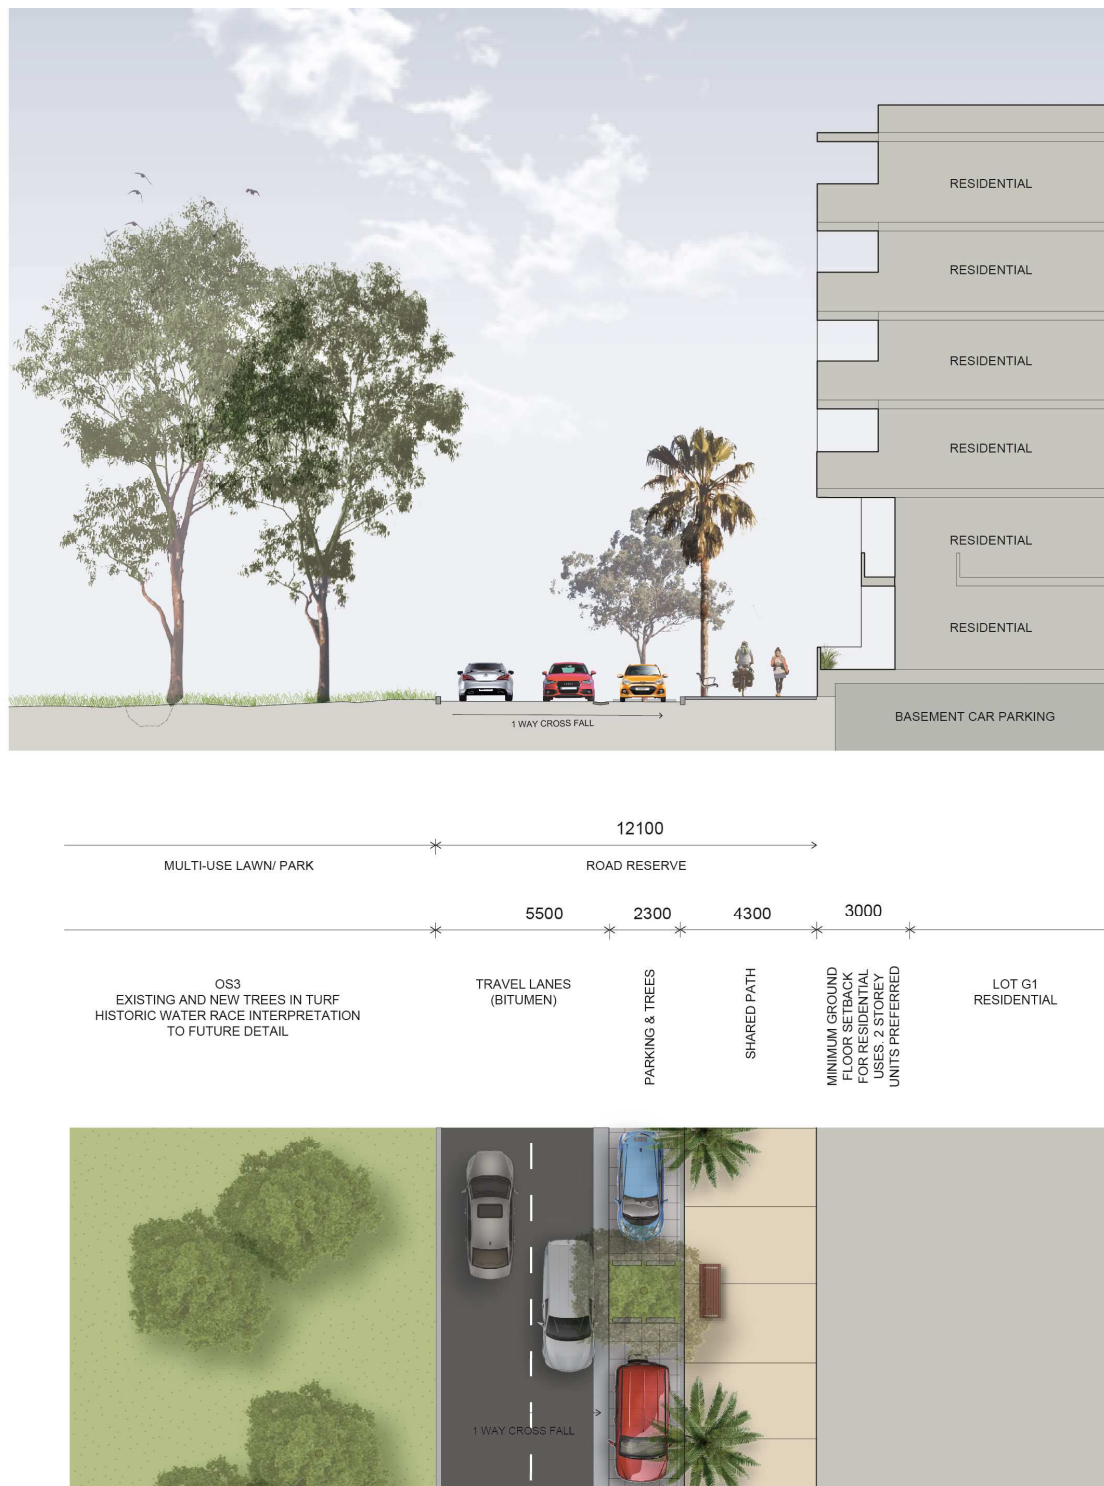 RESIDENTIAL
RESIDENTIAL
RESIDENTIAL
RESIDENTIAL
RESIDENTIAL
RESIDENTIAL
BASEMENT CAR PARKING
1 WAY CROSS FALL
12100
MULTI-USE LAWN/ PARK
ROAD RESERVE
5500
2300
4300
3000
OS3
EXISTING AND NEW TREES IN TURF
HISTORIC WATER RACE INTERPRETATION
TO FUTURE DETAIL
TRAVEL LANES
(BITUMEN)
PARKING & TREES
SHARED PATH
MINIMUM GROUND
FLOOR SETBACK
FOR RESIDENTIAL
USES. 2 STOREY
UNITS PREFERRED
LOT G1
RESIDENTIAL
1 WAY CROSS FALL